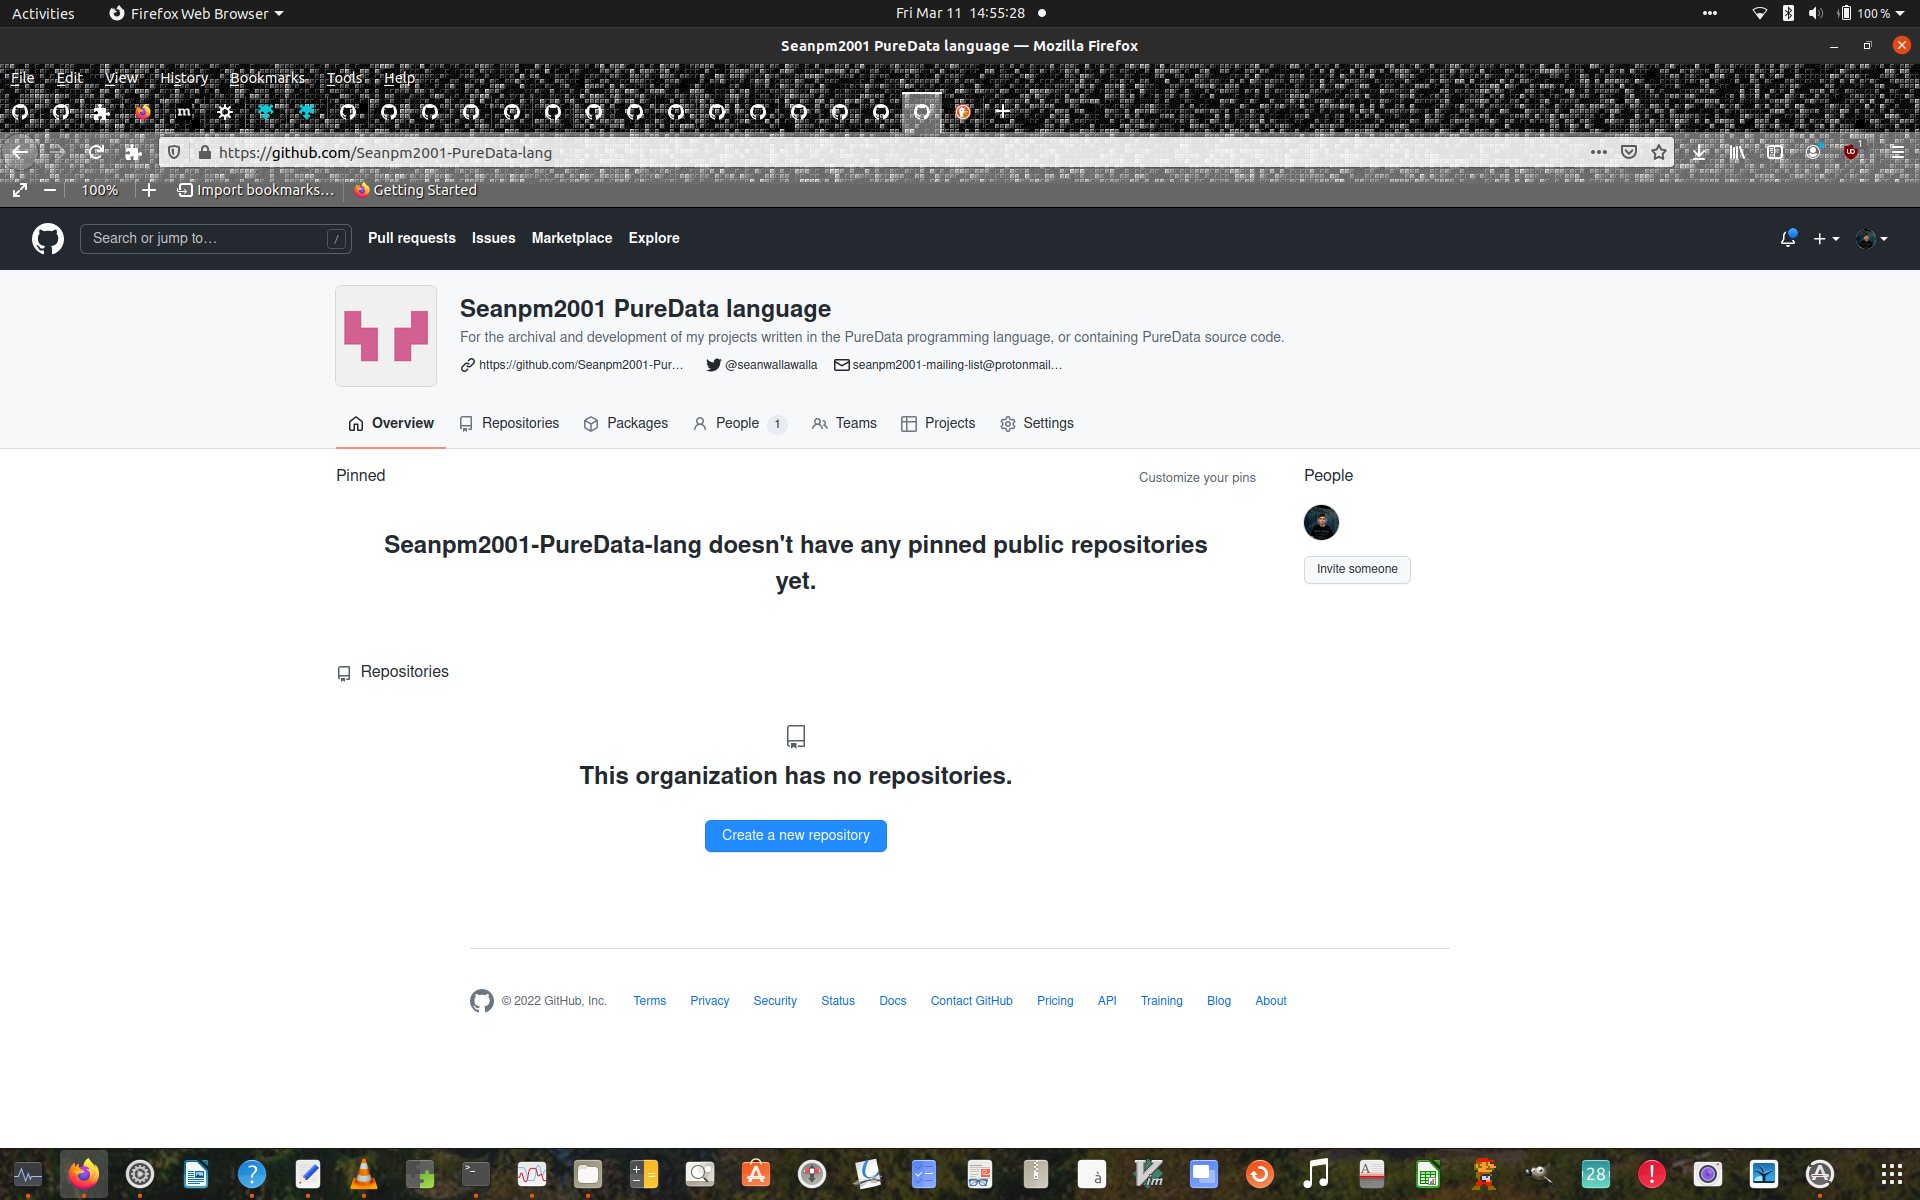 Activities
Firefox Web Browser
Fri Mar 11 14:55:28
100 %
Seanpm2001 PureData language — Mozilla Firefox
File Edit View History Bookmarks Tools Help
m
https://github.com/Seanpm2001-PureData-lang
100%
Import bookmarks…
Getting Started
Search or jump to…
/
Pull requests
Issues
Marketplace
Explore
Seanpm2001 PureData language
For the archival and development of my projects written in the PureData programming language, or containing PureData source code.
https://github.com/Seanpm2001-Pur…
@seanwallawalla
seanpm2001-mailing-list@protonmail…
Overview
Repositories
Packages
People 1
Teams
Projects
Settings
Pinned
Customize your pins
People
Seanpm2001-PureData-lang doesn't have any pinned public repositories
yet.
Invite someone
Repositories
This organization has no repositories.
Create a new repository
© 2022 GitHub, Inc.
Terms
Privacy
Security
Status
Docs
Contact GitHub
Pricing
API
Training
Blog
About
28